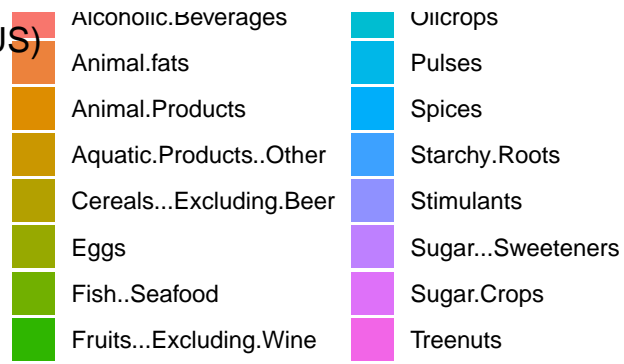 US)
Alcoholic.Beverages
Animal.fats
Animal.Products
Aquatic.Products..Other
Cereals...Excluding.Beer
Eggs
Fish..Seafood
Fruits...Excluding.Wine
Oilcrops
Pulses
Spices
Starchy.Roots
Stimulants
Sugar...Sweeteners
Sugar.Crops
Treenuts